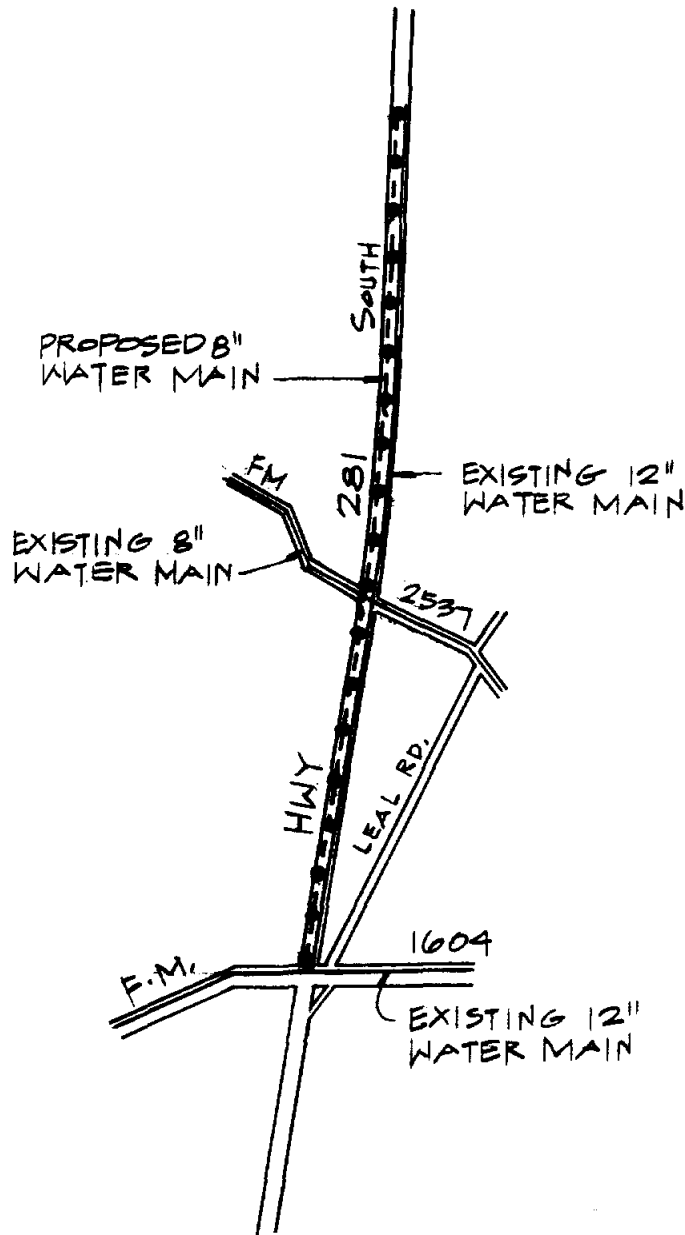 SOUTH
PROPOSED 8"
WATER MAIN
281
FM
EXISTING 12"
WATER MAIN
EXISTING 8"
WATER MAIN
2537
HWY
LEAL RD.
1604
F.M.
EXISTING 12"
WATER MAIN